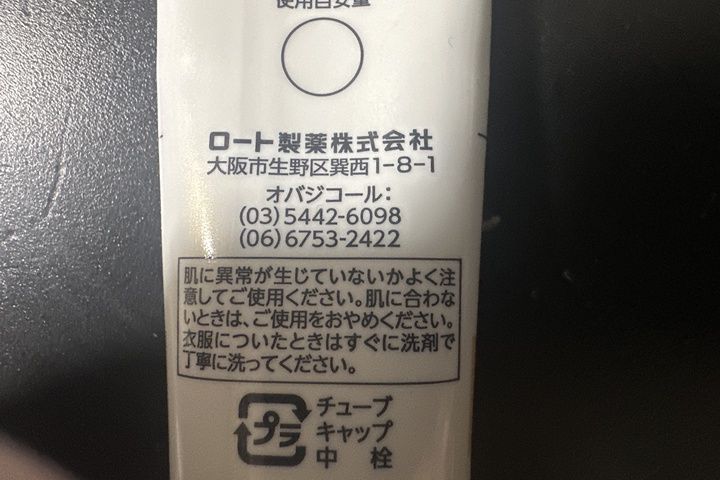 使用目安量
ロート製薬株式会社
大阪市生野区巽西1-8-1
オバジコール：
(03)5442-6098
(06)6753-2422
肌に異常が生じていないかよく注
意してご使用ください。肌に合わな
いときは、ご使用をおやめください。
衣服についたときはすぐに洗剤で
丁寧に洗ってください。
プラ
チューブ
キャップ
中 栓